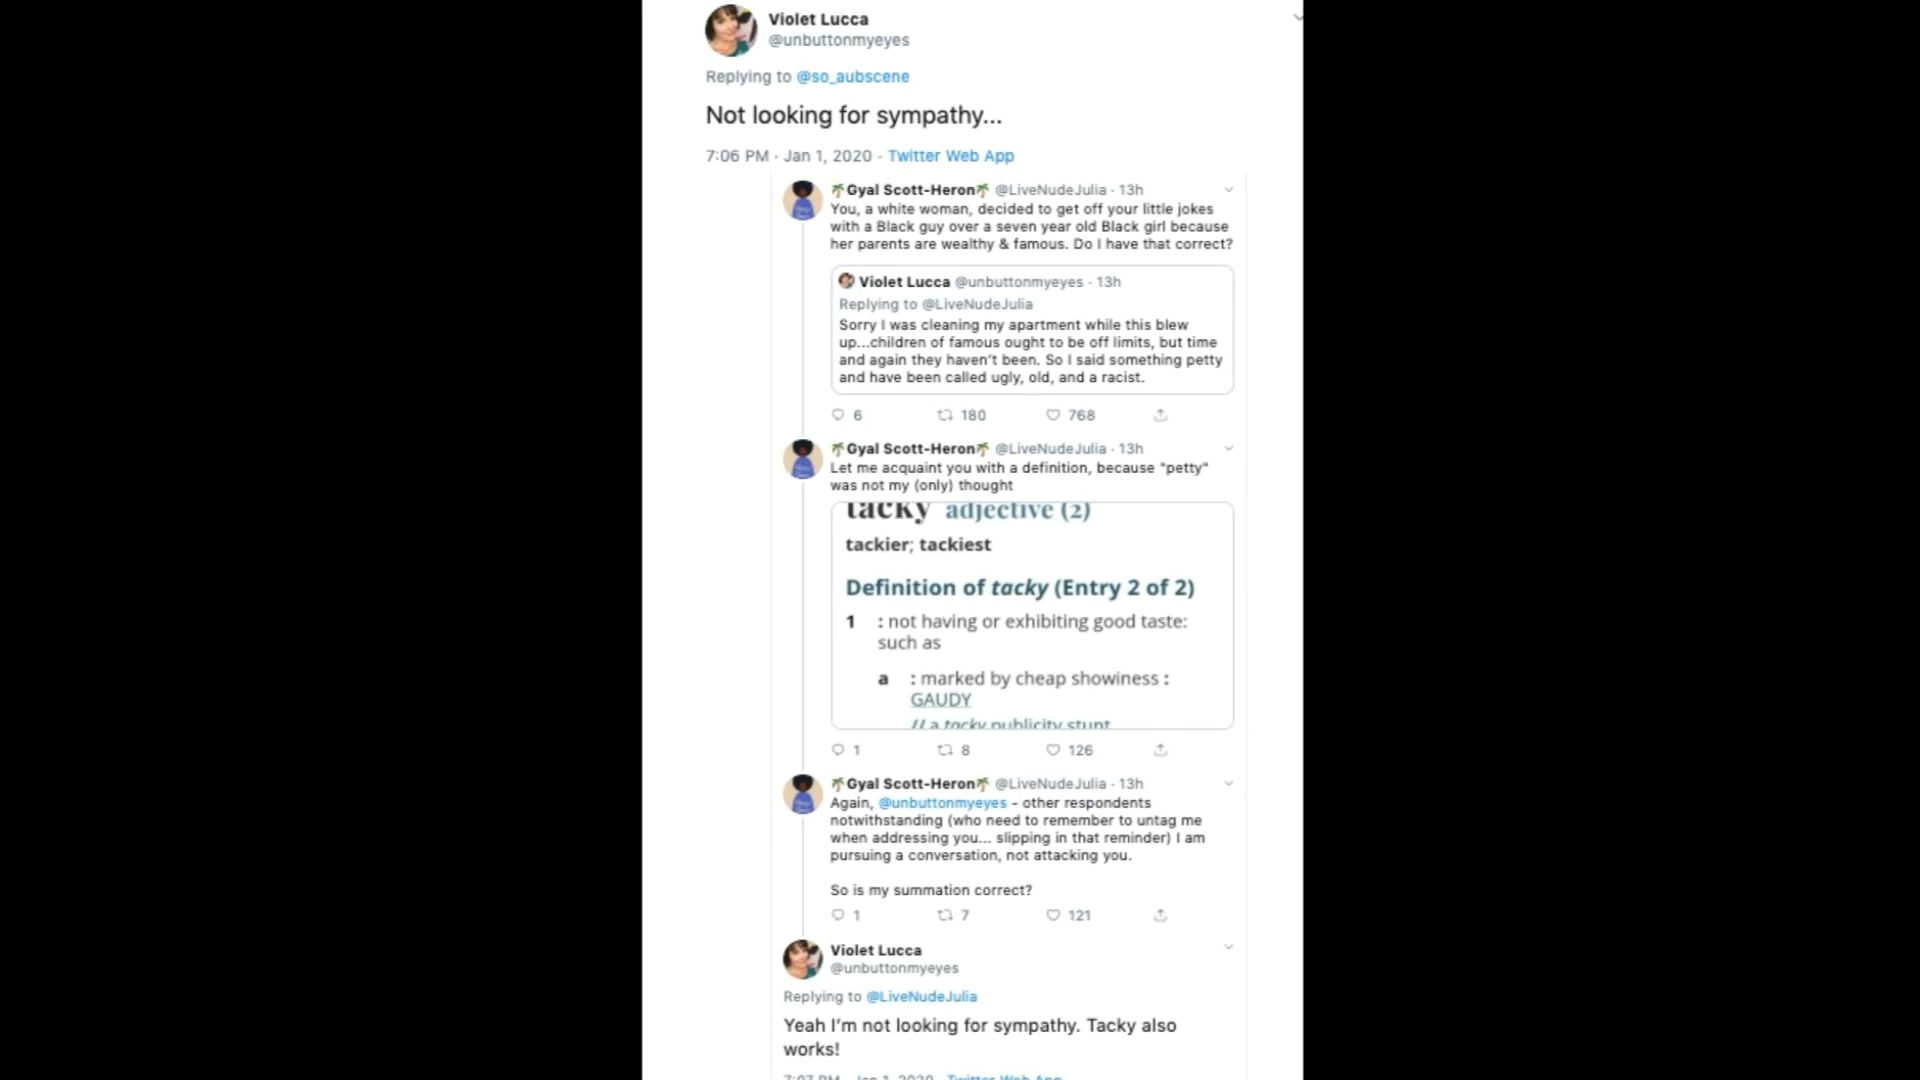 Violet Lucca
@unbuttonmyeyes
Replying to @so_aubscene
Not looking for sympathy...
7:06 PM · Jan 1, 2020 · Twitter Web App
🌴Gyal Scott-Heron🌴 @LiveNudeJulia · 13h
You, a white woman, decided to get off your little jokes
with a Black guy over a seven year old Black girl because
her parents are wealthy & famous. Do I have that correct?
Violet Lucca @unbuttonmyeyes · 13h
Replying to @LiveNudeJulia
Sorry I was cleaning my apartment while this blew
up...children of famous ought to be off limits, but time
and again they haven't been. So I said something petty
and have been called ugly, old, and a racist.
6 180 768
🌴Gyal Scott-Heron🌴 @LiveNudeJulia · 13h
Let me acquaint you with a definition, because "petty"
was not my (only) thought
tacky adjective (2)
tackier; tackiest
Definition of tacky (Entry 2 of 2)
1 : not having or exhibiting good taste:
such as
a : marked by cheap showiness :
GAUDY
// a tacky publicity stunt
1 8 126
🌴Gyal Scott-Heron🌴 @LiveNudeJulia · 13h
Again, @unbuttonmyeyes - other respondents
notwithstanding (who need to remember to untag me
when addressing you... slipping in that reminder) I am
pursuing a conversation, not attacking you.
So is my summation correct?
1 7 121
Violet Lucca
@unbuttonmyeyes
Replying to @LiveNudeJulia
Yeah I'm not looking for sympathy. Tacky also
works!
7:07 PM · Jan 1, 2020 · Twitter Web App